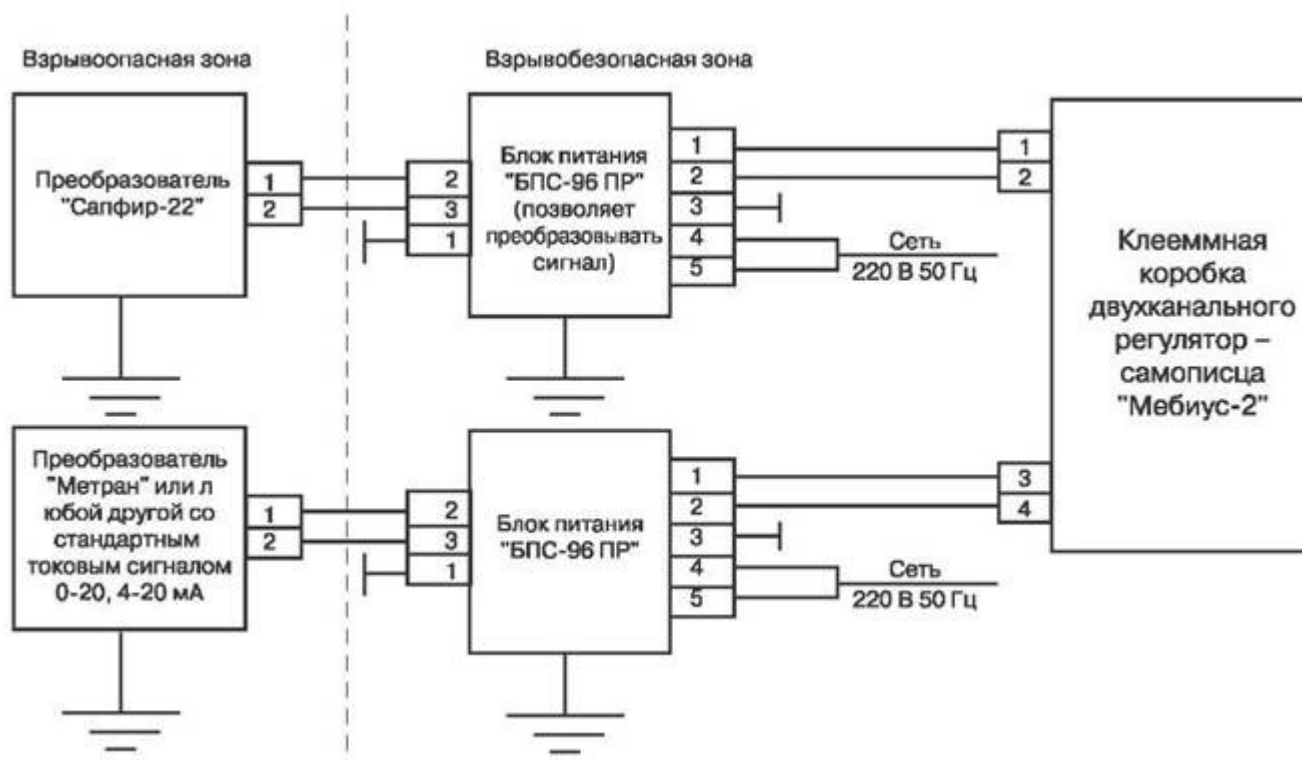 Взрывоопасная зона
Взрывобезопасная зона
Преобразователь
"Сапфир-22"
1
2
2
3
1
Блок питания
"БПС-96 ПР"
(позволяет
преобразовывать
сигнал)
1
2
3
4
5
Сеть
220 В 50 Гц
1
2
Клееммная
коробка
двухканального
регулятор –
самописца
"Мебиус-2"
3
4
Преобразователь
"Метран" или л
юбой другой со
стандартным
токовым сигналом
0-20, 4-20 мА
1
2
2
3
1
Блок питания
"БПС-96 ПР"
1
2
3
4
5
Сеть
220 В 50 Гц